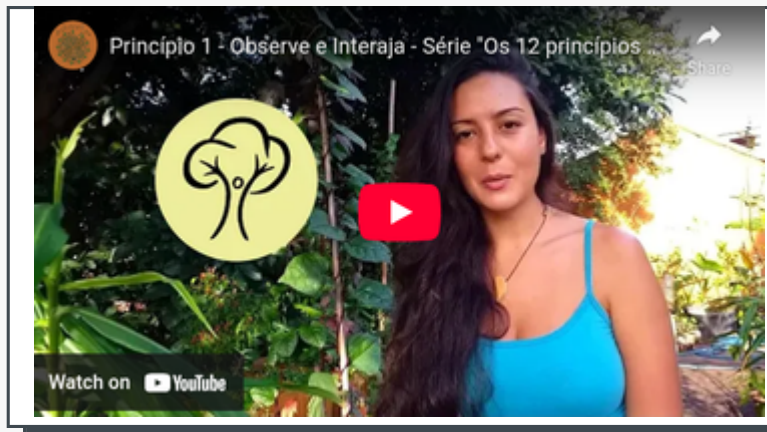 Princípio 1 - Observe e Interaja - Série "Os 12 princípios ...
Share
Watch on YouTube